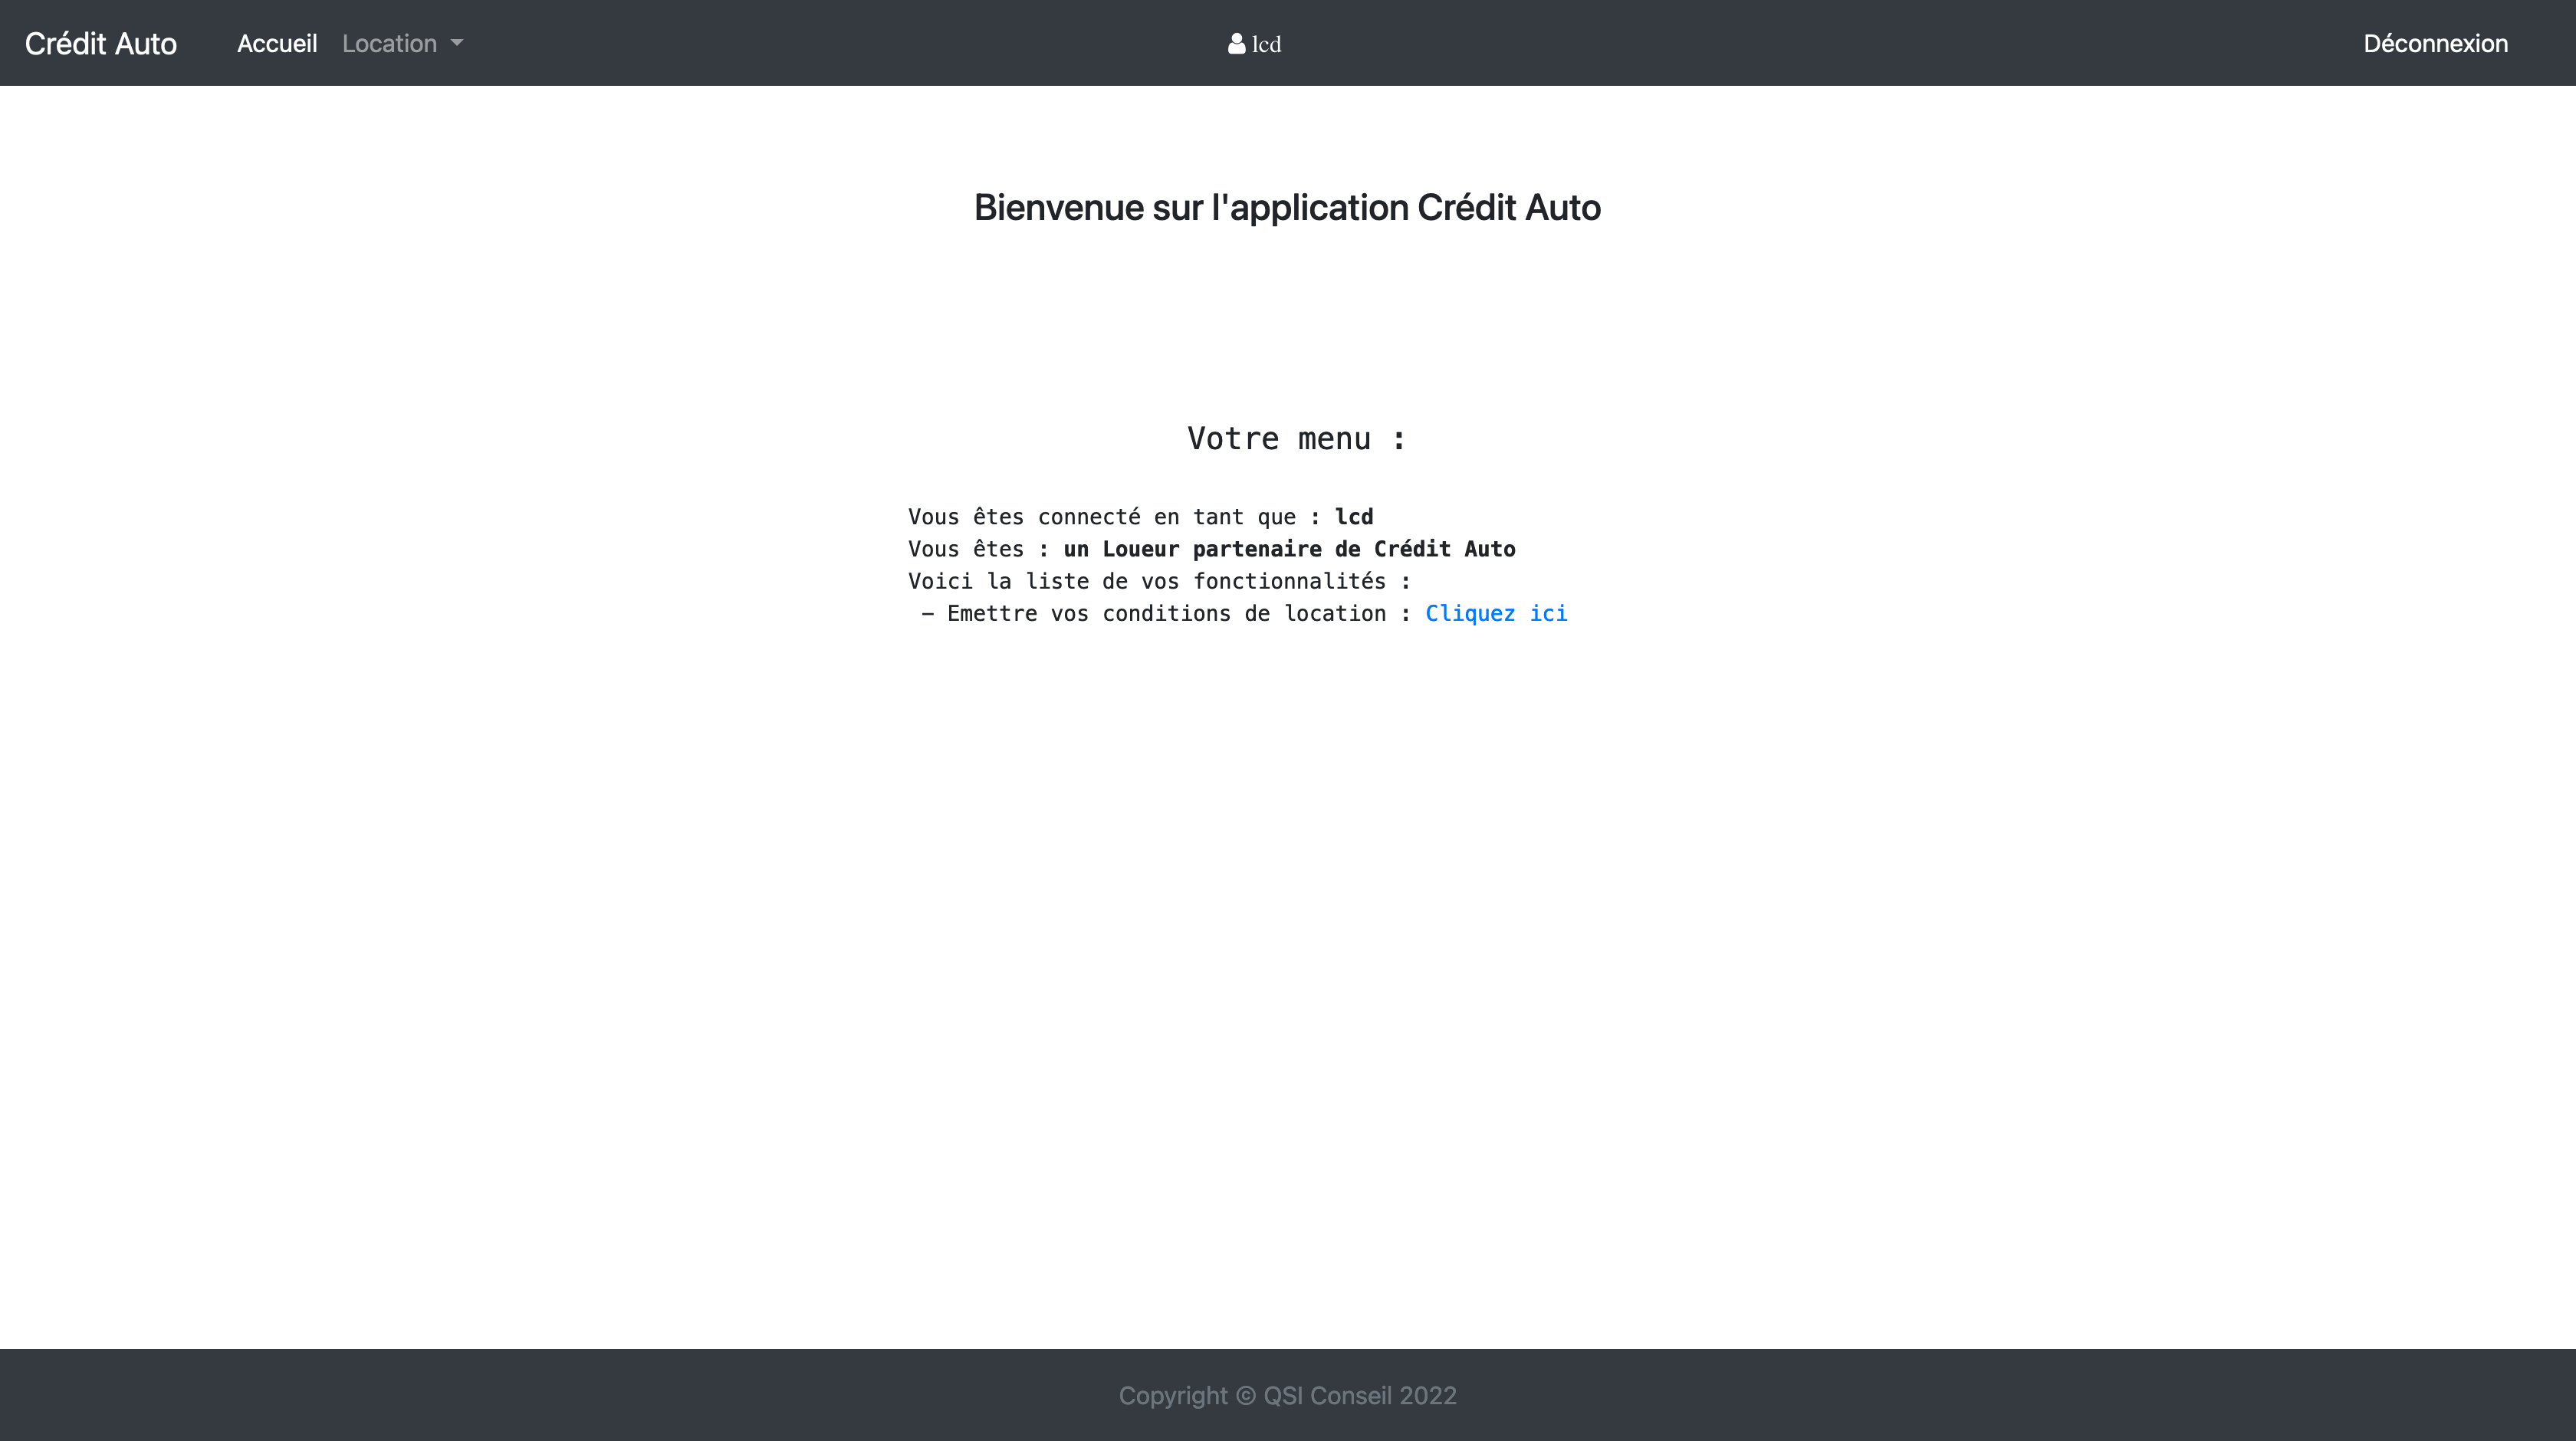 Crédit Auto Accueil Location lcd Déconnexion
Bienvenue sur l'application Crédit Auto
Votre menu :
Vous êtes connecté en tant que : lcd
Vous êtes : un Loueur partenaire de Crédit Auto
Voici la liste de vos fonctionnalités :
– Emettre vos conditions de location : Cliquez ici
Copyright © QSI Conseil 2022